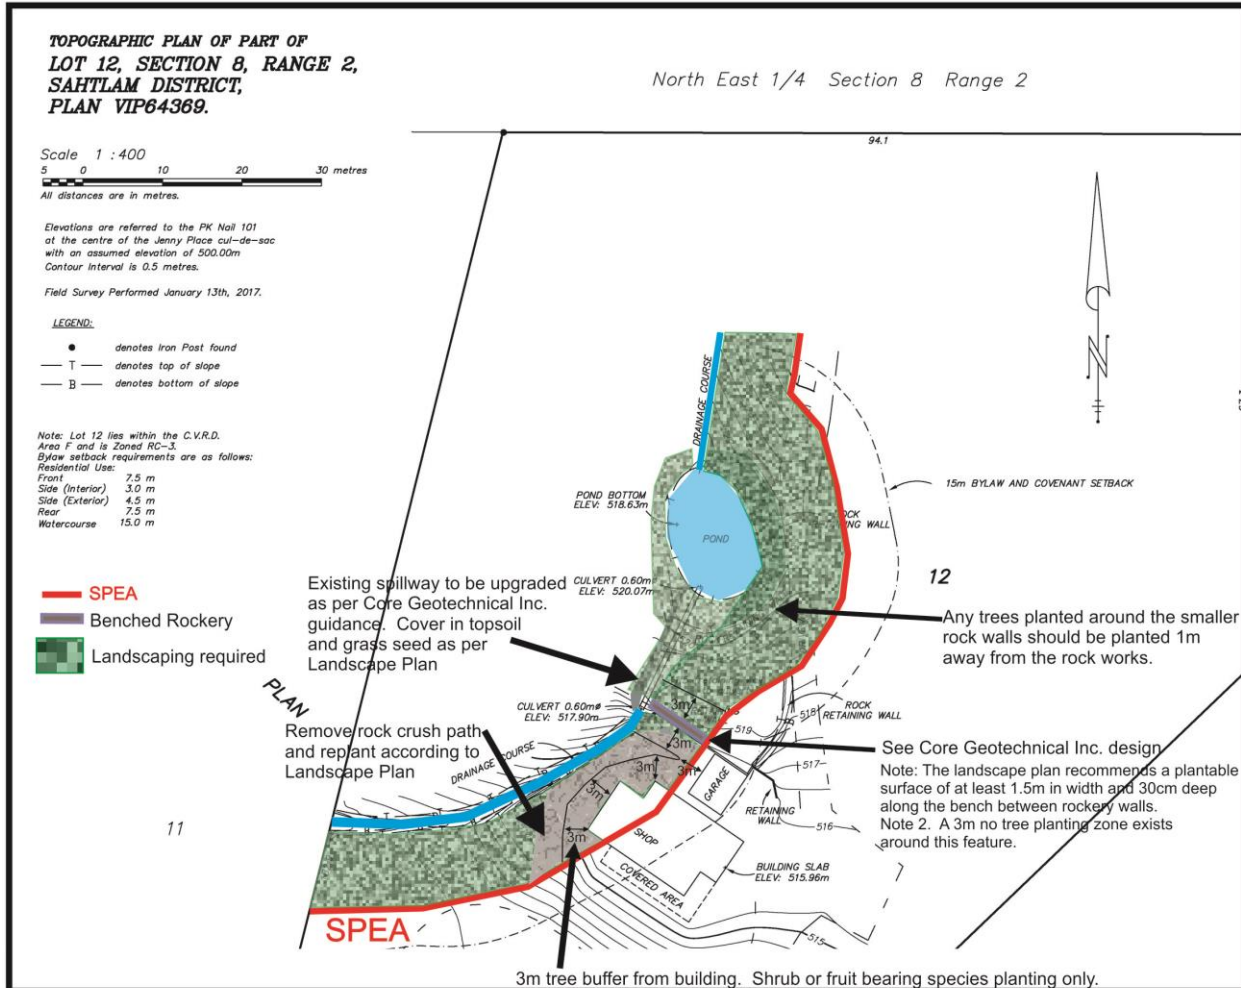 TOPOGRAPHIC PLAN OF PART OF
LOT 12, SECTION 8, RANGE 2,
SAHTLAM DISTRICT,
PLAN VIP64369.
North East 1/4 Section 8 Range 2
94.1
Scale 1 : 400
5 0 10 20 30 metres
All distances are in metres.
Elevations are referred to the PK Nail 101
at the centre of the Jenny Place cul-de-sac
with an assumed elevation of 500.00m
Contour Interval is 0.5 metres.
Field Survey Performed January 13th, 2017.
LEGEND:
denotes Iron Post found
T denotes top of slope
B denotes bottom of slope
Note: Lot 12 lies within the C.V.R.D.
Area F and is Zoned RC-3.
Bylaw setback requirements are as follows:
Residential Use:
Front 7.5 m
Side (Interior) 3.0 m
Side (Exterior) 4.5 m
Rear 7.5 m
Watercourse 15.0 m
SPEA
Benched Rockery
Landscaping required
N
DRAINAGE COURSE
POND BOTTOM
ELEV: 518.63m
POND
15m BYLAW AND COVENANT SETBACK
CULVERT 0.60mø
ELEV: 520.07m
12
Existing spillway to be upgraded
as per Core Geotechnical Inc.
guidance. Cover in topsoil
and grass seed as per
Landscape Plan
Any trees planted around the smaller
rock walls should be planted 1m
away from the rock works.
PLAN
CULVERT 0.60mø
ELEV: 517.90m
ROCK
RETAINING WALL
518
519
517
516
515
Remove rock crush path
and replant according to
Landscape Plan
DRAINAGE COURSE
See Core Geotechnical Inc. design
Note: The landscape plan recommends a plantable
surface of at least 1.5m in width and 30cm deep
along the bench between rockery walls.
Note 2. A 3m no tree planting zone exists
around this feature.
3m
3m
3m
3m
3m
3m
GARAGE
RETAINING
WALL
SHOP
COVERED AREA
BUILDING SLAB
ELEV: 515.96m
11
SPEA
3m tree buffer from building. Shrub or fruit bearing species planting only.